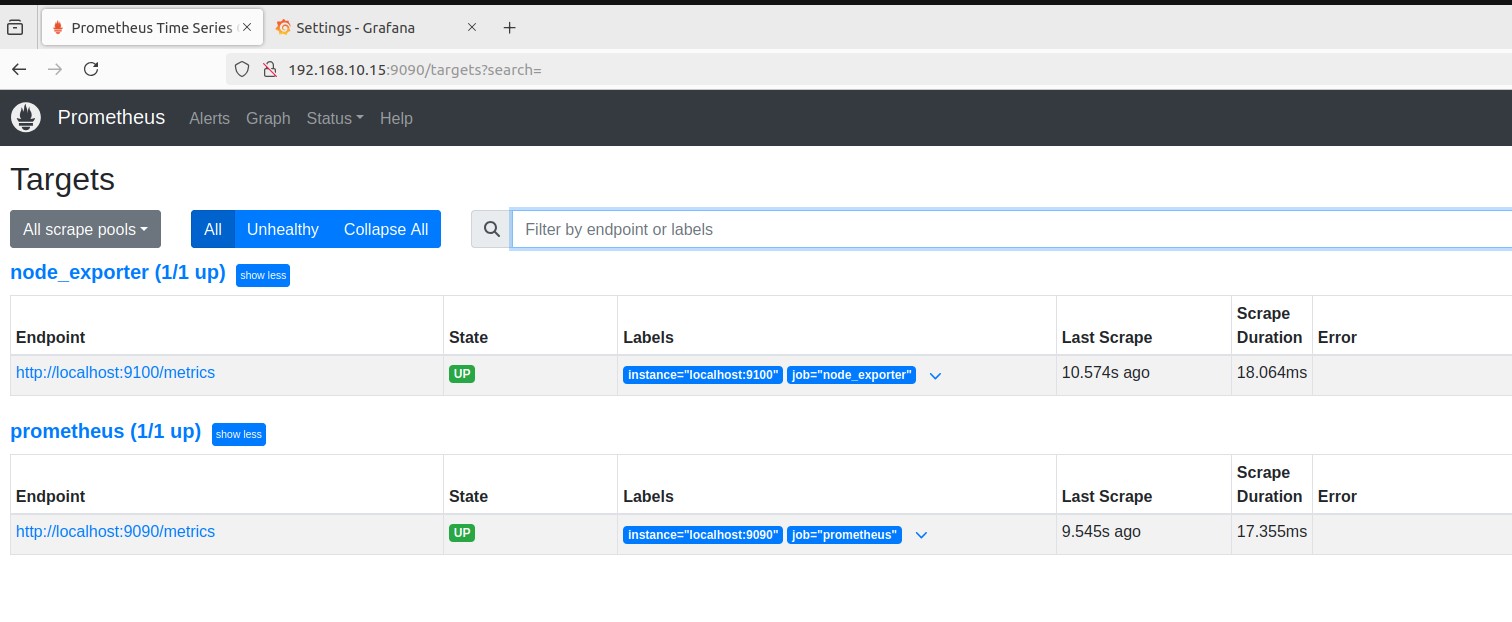 Prometheus Time Series
Settings - Grafana
192.168.10.15:9090/targets?search=
Prometheus Alerts Graph Status Help
Targets
All scrape pools All Unhealthy Collapse All Filter by endpoint or labels
node_exporter (1/1 up) show less
Endpoint State Labels Last Scrape Scrape Duration Error
http://localhost:9100/metrics UP instance="localhost:9100" job="node_exporter" 10.574s ago 18.064ms
prometheus (1/1 up) show less
Endpoint State Labels Last Scrape Scrape Duration Error
http://localhost:9090/metrics UP instance="localhost:9090" job="prometheus" 9.545s ago 17.355ms